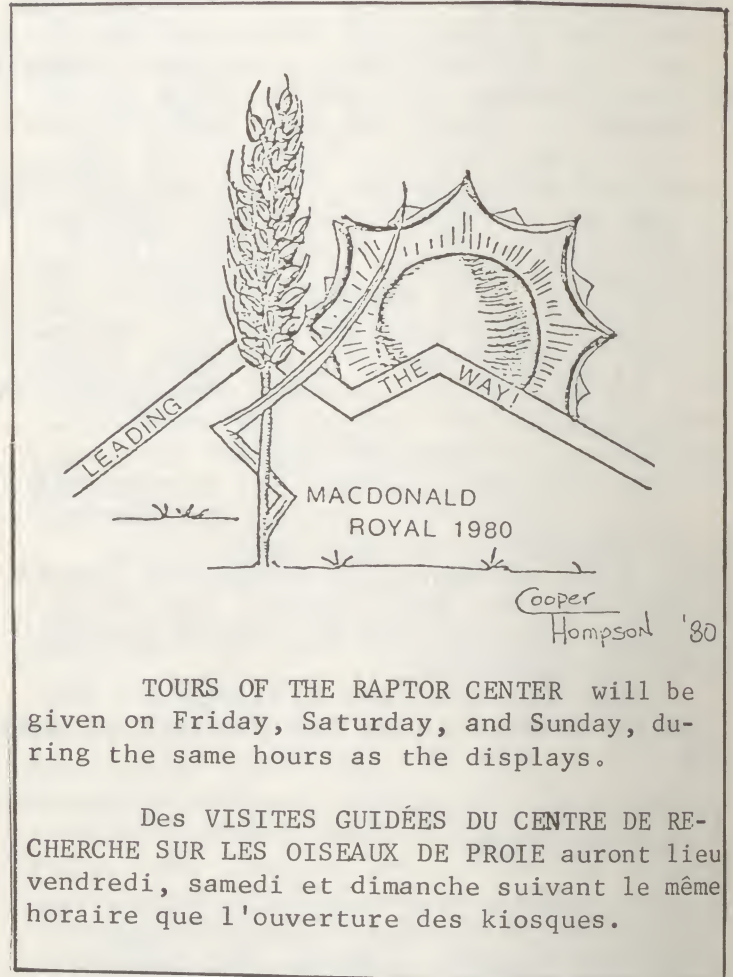 LEADING
THE WAY!
MACDONALD
ROYAL 1980
Cooper
Hompson '80
TOURS OF THE RAPTOR CENTER will be
given on Friday, Saturday, and Sunday, du-
ring the same hours as the displays.
Des VISITES GUIDÉES DU CENTRE DE RE-
CHERCHE SUR LES OISEAUX DE PROIE auront lieu
vendredi, samedi et dimanche suivant le même
horaire que l'ouverture des kiosques.